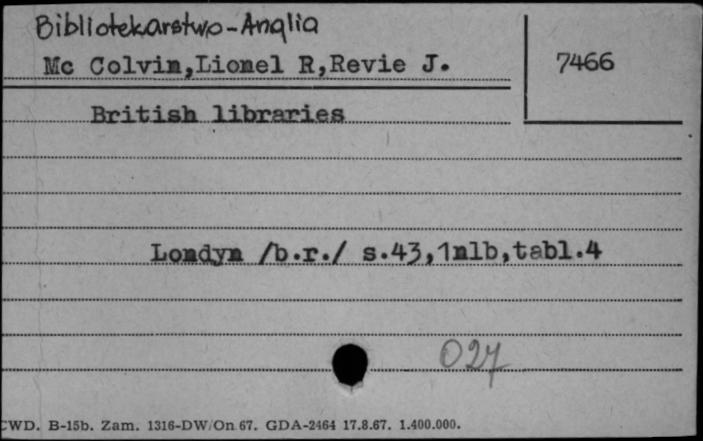 Bibliotekarstwo-Anglia
Mc Colvin,Lionel R,Revie J.
7466
British libraries
Londyn /b.r./ s.43,1nlb,tabl.4
027
CWD. B-15b. Zam. 1316-DW/On 67. GDA-2464 17.8.67. 1.400.000.